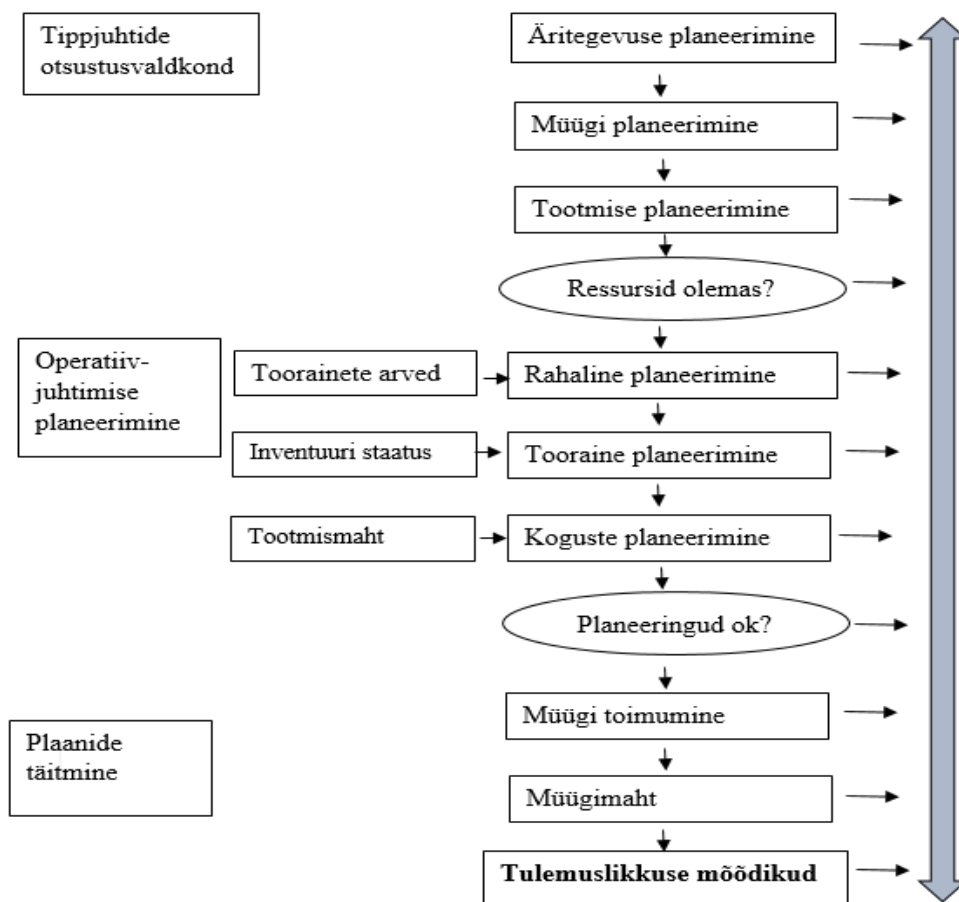 Tippjuhtide
otsustusvaldkond
Äritegevuse planeerimine
Müügi planeerimine
Tootmise planeerimine
Ressursid olemas?
Operatiiv-
juhtimise
planeerimine
Toorainete arved
Rahaline planeerimine
Inventuuri staatus
Tooraine planeerimine
Tootmismaht
Koguste planeerimine
Planeeringud ok?
Plaanide
täitmine
Müügi toimumine
Müügimaht
Tulemuslikkuse mõõdikud